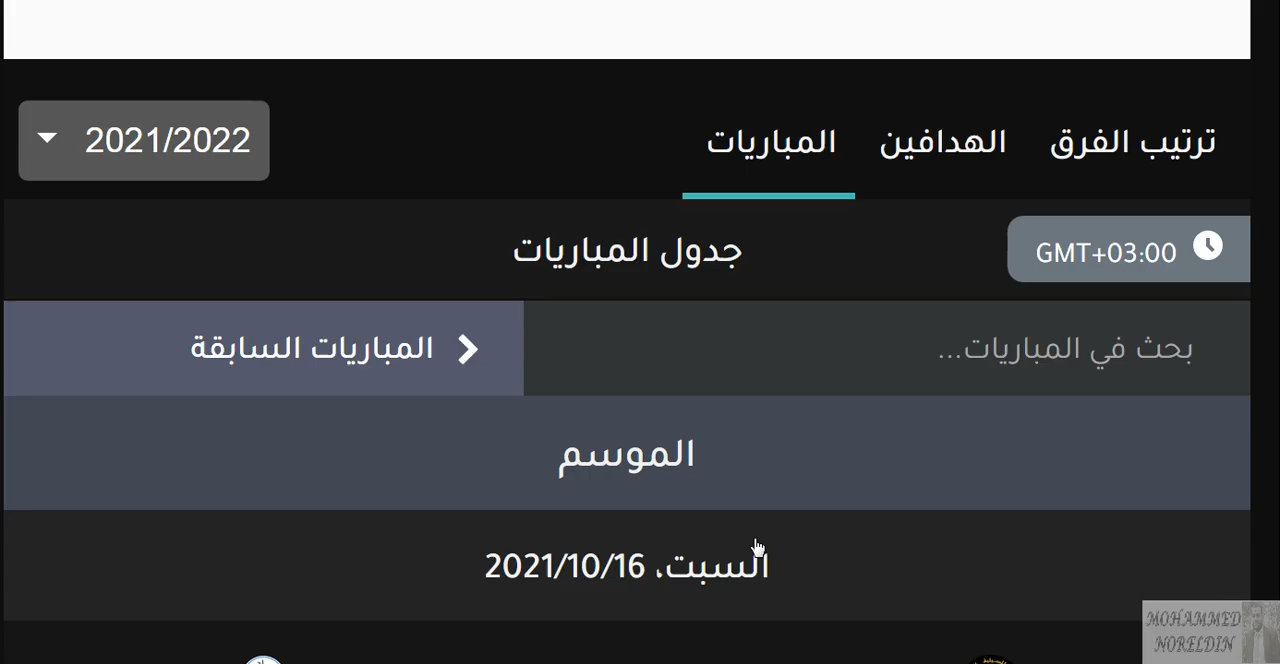 ترتيب الفرق الهدافين المباريات 2021/2022
GMT+03:00 جدول المباريات
بحث في المباريات... المباريات السابقة
الموسم
السبت، 2021/10/16
MOHAMMED
NORELDIN